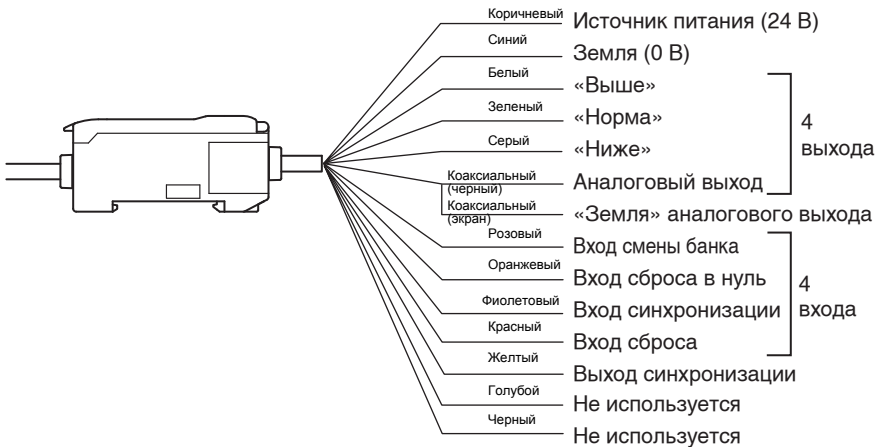 Коричневый Источник питания (24 В)
Синий Земля (0 В)
Белый «Выше»
Зеленый «Норма»
Серый «Ниже»
4
выхода
Коаксиальный
(черный) Аналоговый выход
Коаксиальный
(экран) «Земля» аналогового выхода
Розовый Вход смены банка
Оранжевый Вход сброса в нуль
Фиолетовый Вход синхронизации
4
входа
Красный Вход сброса
Желтый Выход синхронизации
Голубой Не используется
Черный Не используется